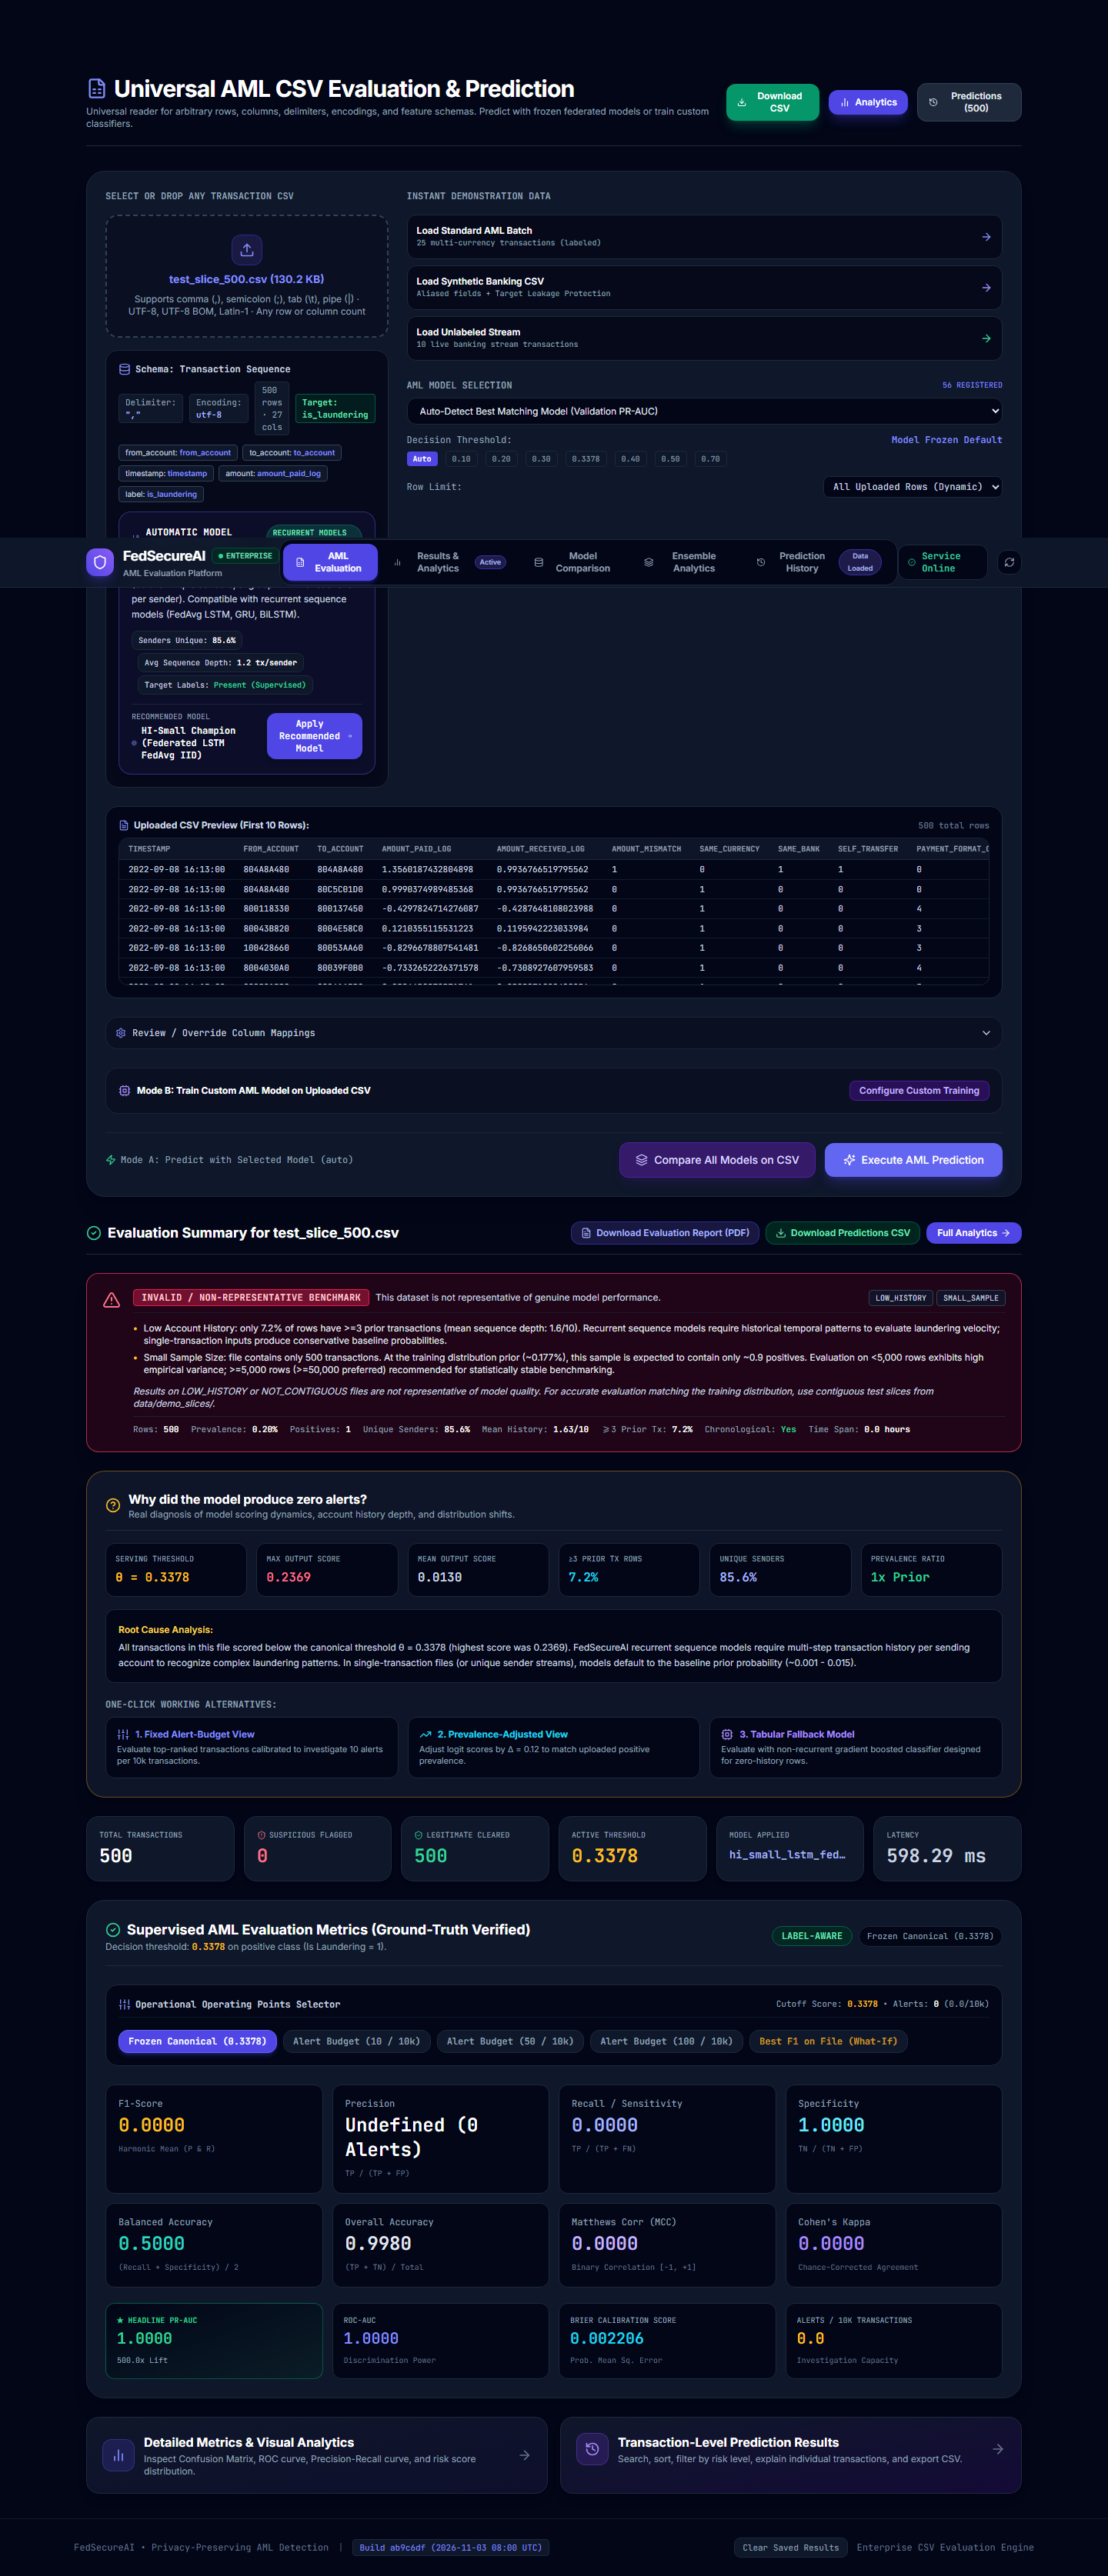 Universal AML CSV Evaluation & Prediction
Universal reader for arbitrary rows, columns, delimiters, encodings, and feature schemas. Predict with frozen federated models or train custom
classifiers.
Download
CSV
Analytics
Predictions
(500)
SELECT OR DROP ANY TRANSACTION CSV
test_slice_500.csv (130.2 KB)
Supports comma (,), semicolon (;), tab (\t), pipe (|) ·
UTF-8, UTF-8 BOM, Latin-1 · Any row or column count
INSTANT DEMONSTRATION DATA
Load Standard AML Batch
25 multi-currency transactions (labeled)
Load Synthetic Banking CSV
Aliased fields + Target Leakage Protection
Load Unlabeled Stream
10 live banking stream transactions
AML MODEL SELECTION
56 REGISTERED
Auto-Detect Best Matching Model (Validation PR-AUC)
Decision Threshold:
Model Frozen Default
Auto 0.10 0.20 0.30 0.3378 0.40 0.50 0.70
Row Limit:
All Uploaded Rows (Dynamic)
Schema: Transaction Sequence
Delimiter:
","
Encoding:
utf-8
500
rows
· 27
cols
Target:
is_laundering
from_account: from_account
to_account: to_account
timestamp: timestamp
amount: amount_paid_log
label: is_laundering
AUTOMATIC MODEL
RECURRENT MODELS
FedSecureAI
ENTERPRISE
AML Evaluation Platform
AML
Evaluation
Results &
Analytics
Active
Model
Comparison
Ensemble
Analytics
Prediction
History
Data
Loaded
Service
Online
per sender). Compatible with recurrent sequence
models (FedAvg LSTM, GRU, BiLSTM).
Senders Unique: 85.6%
Avg Sequence Depth: 1.2 tx/sender
Target Labels: Present (Supervised)
RECOMMENDED MODEL
HI-Small Champion
(Federated LSTM
FedAvg IID)
Apply
Recommended
Model
Uploaded CSV Preview (First 10 Rows):
500 total rows
TIMESTAMP FROM_ACCOUNT TO_ACCOUNT AMOUNT_PAID_LOG AMOUNT_RECEIVED_LOG AMOUNT_MISMATCH SAME_CURRENCY SAME_BANK SELF_TRANSFER PAYMENT_FORMAT_
2022-09-08 16:13:00 804A8A480 804A8A480 1.3560187432804898 0.9936766519795562 1 0 1 1 0
2022-09-08 16:13:00 804A8A480 80C5C01D0 0.9990374989485368 0.9936766519795562 0 1 0 0 0
2022-09-08 16:13:00 800118330 800137450 -0.4297824714276087 -0.4287648108023988 0 1 0 0 4
2022-09-08 16:13:00 80043B820 8004E58C0 0.1210355115531223 0.1195942223033984 0 1 0 0 3
2022-09-08 16:13:00 100428660 80053AA60 -0.8296678807541481 -0.8268650602256066 0 1 0 0 3
2022-09-08 16:13:00 8004030A0 80039F0B0 -0.7332652226371578 -0.7308927607959583 0 1 0 0 4
Review / Override Column Mappings
Mode B: Train Custom AML Model on Uploaded CSV
Configure Custom Training
Mode A: Predict with Selected Model (auto)
Compare All Models on CSV
Execute AML Prediction
Evaluation Summary for test_slice_500.csv
Download Evaluation Report (PDF)
Download Predictions CSV
Full Analytics
INVALID / NON-REPRESENTATIVE BENCHMARK
This dataset is not representative of genuine model performance.
LOW_HISTORY
SMALL_SAMPLE
• Low Account History: only 7.2% of rows have >=3 prior transactions (mean sequence depth: 1.6/10). Recurrent sequence models require historical temporal patterns to evaluate laundering velocity;
single-transaction inputs produce conservative baseline probabilities.
• Small Sample Size: file contains only 500 transactions. At the training distribution prior (~0.177%), this sample is expected to contain only ~0.9 positives. Evaluation on <5,000 rows exhibits high
empirical variance; >=5,000 rows (>=50,000 preferred) recommended for statistically stable benchmarking.
Results on LOW_HISTORY or NOT_CONTIGUOUS files are not representative of model quality. For accurate evaluation matching the training distribution, use contiguous test slices from
data/demo_slices/.
Rows: 500 Prevalence: 0.20% Positives: 1 Unique Senders: 85.6% Mean History: 1.63/10 ≥3 Prior Tx: 7.2% Chronological: Yes Time Span: 0.0 hours
Why did the model produce zero alerts?
Real diagnosis of model scoring dynamics, account history depth, and distribution shifts.
SERVING THRESHOLD
θ = 0.3378
MAX OUTPUT SCORE
0.2369
MEAN OUTPUT SCORE
0.0130
≥3 PRIOR TX ROWS
7.2%
UNIQUE SENDERS
85.6%
PREVALENCE RATIO
1x Prior
Root Cause Analysis:
All transactions in this file scored below the canonical threshold θ = 0.3378 (highest score was 0.2369). FedSecureAI recurrent sequence models require multi-step transaction history per sending
account to recognize complex laundering patterns. In single-transaction files (or unique sender streams), models default to the baseline prior probability (~0.001 - 0.015).
ONE-CLICK WORKING ALTERNATIVES:
1. Fixed Alert-Budget View
Evaluate top-ranked transactions calibrated to investigate 10 alerts
per 10k transactions.
2. Prevalence-Adjusted View
Adjust logit scores by Δ = 0.12 to match uploaded positive
prevalence.
3. Tabular Fallback Model
Evaluate with non-recurrent gradient boosted classifier designed
for zero-history rows.
TOTAL TRANSACTIONS
500
SUSPICIOUS FLAGGED
0
LEGITIMATE CLEARED
500
ACTIVE THRESHOLD
0.3378
MODEL APPLIED
hi_small_lstm_fed…
LATENCY
598.29 ms
Supervised AML Evaluation Metrics (Ground-Truth Verified)
Decision threshold: 0.3378 on positive class (Is Laundering = 1).
LABEL-AWARE
Frozen Canonical (0.3378)
Operational Operating Points Selector
Cutoff Score: 0.3378 • Alerts: 0 (0.0/10k)
Frozen Canonical (0.3378)
Alert Budget (10 / 10k)
Alert Budget (50 / 10k)
Alert Budget (100 / 10k)
Best F1 on File (What-If)
F1-Score
0.0000
Harmonic Mean (P & R)
Precision
Undefined (0
Alerts)
TP / (TP + FP)
Recall / Sensitivity
0.0000
TP / (TP + FN)
Specificity
1.0000
TN / (TN + FP)
Balanced Accuracy
0.5000
(Recall + Specificity) / 2
Overall Accuracy
0.9980
(TP + TN) / Total
Matthews Corr (MCC)
0.0000
Binary Correlation [-1, +1]
Cohen's Kappa
0.0000
Chance-Corrected Agreement
★ HEADLINE PR-AUC
1.0000
500.0x Lift
ROC-AUC
1.0000
Discrimination Power
BRIER CALIBRATION SCORE
0.002206
Prob. Mean Sq. Error
ALERTS / 10K TRANSACTIONS
0.0
Investigation Capacity
Detailed Metrics & Visual Analytics
Inspect Confusion Matrix, ROC curve, Precision-Recall curve, and risk score
distribution.
Transaction-Level Prediction Results
Search, sort, filter by risk level, explain individual transactions, and export CSV.
FedSecureAI • Privacy-Preserving AML Detection | Build ab9c6df (2026-11-03 08:00 UTC)
Clear Saved Results
Enterprise CSV Evaluation Engine